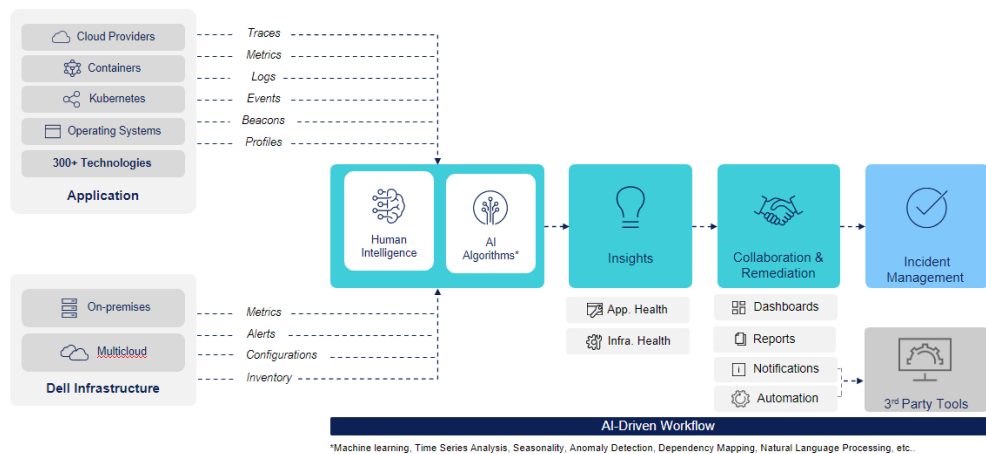 Cloud Providers
Containers
Kubernetes
Operating Systems
300+ Technologies
Application
Traces
Metrics
Logs
Events
Beacons
Profiles
On-premises
Multicloud
Dell Infrastructure
Metrics
Alerts
Configurations
Inventory
Human
Intelligence
AI
Algorithms*
Insights
App. Health
Infra. Health
Collaboration &
Remediation
Dashboards
Reports
Notifications
Automation
Incident
Management
3rd Party Tools
AI-Driven Workflow
*Machine learning, Time Series Analysis, Seasonality, Anomaly Detection, Dependency Mapping, Natural Language Processing, etc..